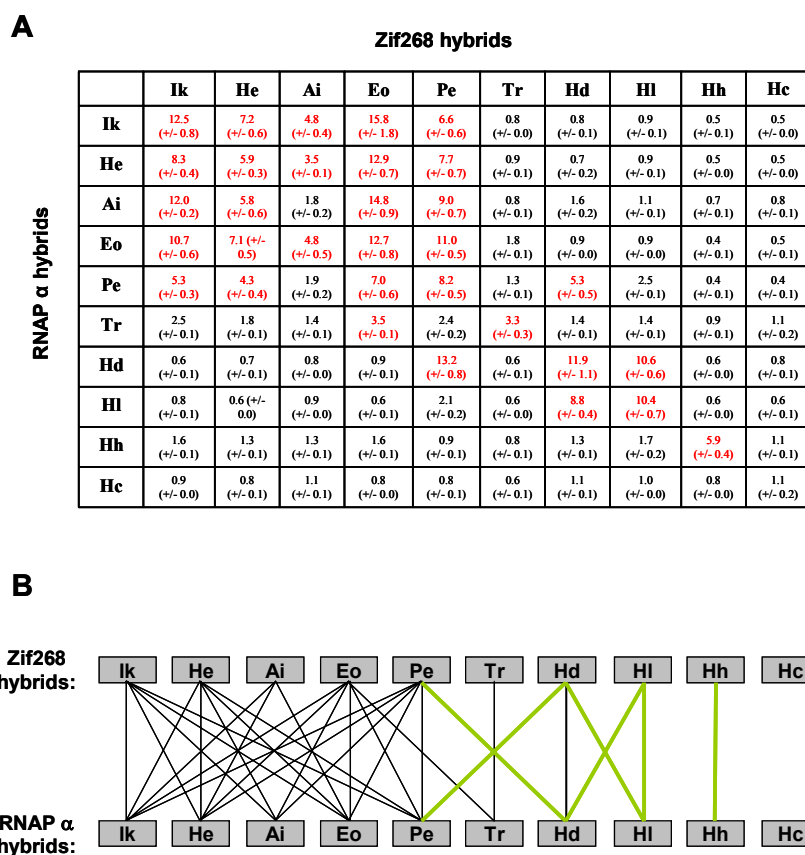 A
Zif268 hybrids
Ik He Ai Eo Pe Tr Hd Hl Hh Hc
Ik 12.5 7.2 4.8 15.8 6.6 0.8 0.8 0.9 0.5 0.5
(+/- 0.8) (+/- 0.6) (+/- 0.4) (+/- 1.8) (+/- 0.6) (+/- 0.0) (+/- 0.1) (+/- 0.1) (+/- 0.1) (+/- 0.0)
He 8.3 5.9 3.5 12.9 7.7 0.9 0.7 0.9 0.5 0.5
(+/- 0.4) (+/- 0.3) (+/- 0.1) (+/- 0.7) (+/- 0.7) (+/- 0.1) (+/- 0.2) (+/- 0.1) (+/- 0.0) (+/- 0.0)
Ai 12.0 5.8 1.8 14.8 9.0 0.8 1.6 1.1 0.7 0.8
(+/- 0.2) (+/- 0.6) (+/- 0.2) (+/- 0.9) (+/- 0.7) (+/- 0.1) (+/- 0.2) (+/- 0.1) (+/- 0.1) (+/- 0.1)
Eo 10.7 7.1 (+/- 4.8 12.7 11.0 1.8 0.9 0.9 0.4 0.5
(+/- 0.6) 0.5) (+/- 0.5) (+/- 0.8) (+/- 0.5) (+/- 0.1) (+/- 0.0) (+/- 0.0) (+/- 0.1) (+/- 0.1)
Pe 5.3 4.3 1.9 7.0 8.2 1.3 5.3 2.5 0.4 0.4
(+/- 0.3) (+/- 0.4) (+/- 0.2) (+/- 0.6) (+/- 0.5) (+/- 0.1) (+/- 0.5) (+/- 0.1) (+/- 0.1) (+/- 0.1)
Tr 2.5 1.8 1.4 3.5 2.4 3.3 1.4 1.4 0.9 1.1
(+/- 0.1) (+/- 0.1) (+/- 0.1) (+/- 0.1) (+/- 0.2) (+/- 0.3) (+/- 0.1) (+/- 0.1) (+/- 0.1) (+/- 0.2)
Hd 0.6 0.7 0.8 0.9 13.2 0.6 11.9 10.6 0.6 0.8
(+/- 0.1) (+/- 0.1) (+/- 0.0) (+/- 0.1) (+/- 0.8) (+/- 0.1) (+/- 1.1) (+/- 0.6) (+/- 0.0) (+/- 0.1)
Hl 0.8 0.6 (+/- 0.9 0.6 2.1 0.6 8.8 10.4 0.6 0.6
(+/- 0.1) 0.0) (+/- 0.0) (+/- 0.1) (+/- 0.2) (+/- 0.0) (+/- 0.4) (+/- 0.7) (+/- 0.0) (+/- 0.1)
Hh 1.6 1.3 1.3 1.6 0.9 0.8 1.3 1.7 5.9 1.1
(+/- 0.1) (+/- 0.1) (+/- 0.1) (+/- 0.1) (+/- 0.1) (+/- 0.1) (+/- 0.1) (+/- 0.2) (+/- 0.4) (+/- 0.1)
Hc 0.9 0.8 1.1 0.8 0.8 0.6 1.1 1.0 0.8 1.1
(+/- 0.0) (+/- 0.1) (+/- 0.1) (+/- 0.0) (+/- 0.1) (+/- 0.1) (+/- 0.1) (+/- 0.0) (+/- 0.0) (+/- 0.2)
RNAP α hybrids
B
Zif268
hybrids:
Ik He Ai Eo Pe Tr Hd Hl Hh Hc
RNAP α
hybrids:
Ik He Ai Eo Pe Tr Hd Hl Hh Hc